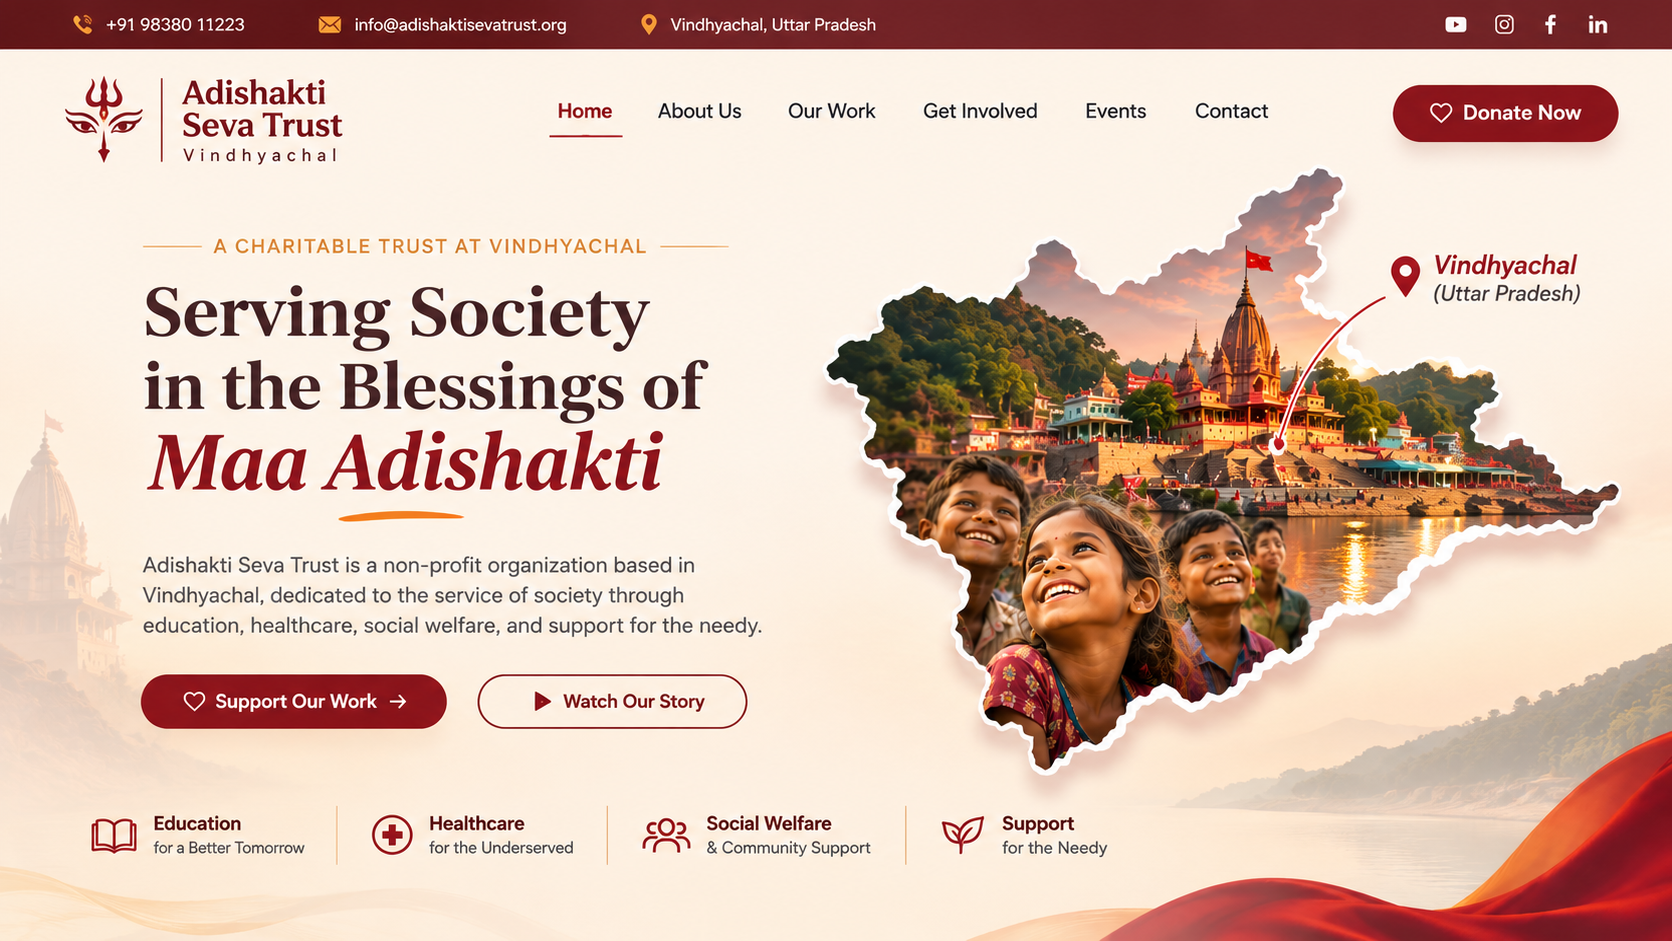 +91 98380 11223
info@adishaktisevatrust.org
Vindhyachal, Uttar Pradesh
Adishakti
Seva Trust
Vindhyachal
Home
About Us
Our Work
Get Involved
Events
Contact
Donate Now
A CHARITABLE TRUST AT VINDHYACHAL
Serving Society
in the Blessings of
Maa Adishakti
Adishakti Seva Trust is a non-profit organization based in
Vindhyachal, dedicated to the service of society through
education, healthcare, social welfare, and support for the needy.
Support Our Work
Watch Our Story
Vindhyachal
(Uttar Pradesh)
Education
for a Better Tomorrow
Healthcare
for the Underserved
Social Welfare
& Community Support
Support
for the Needy